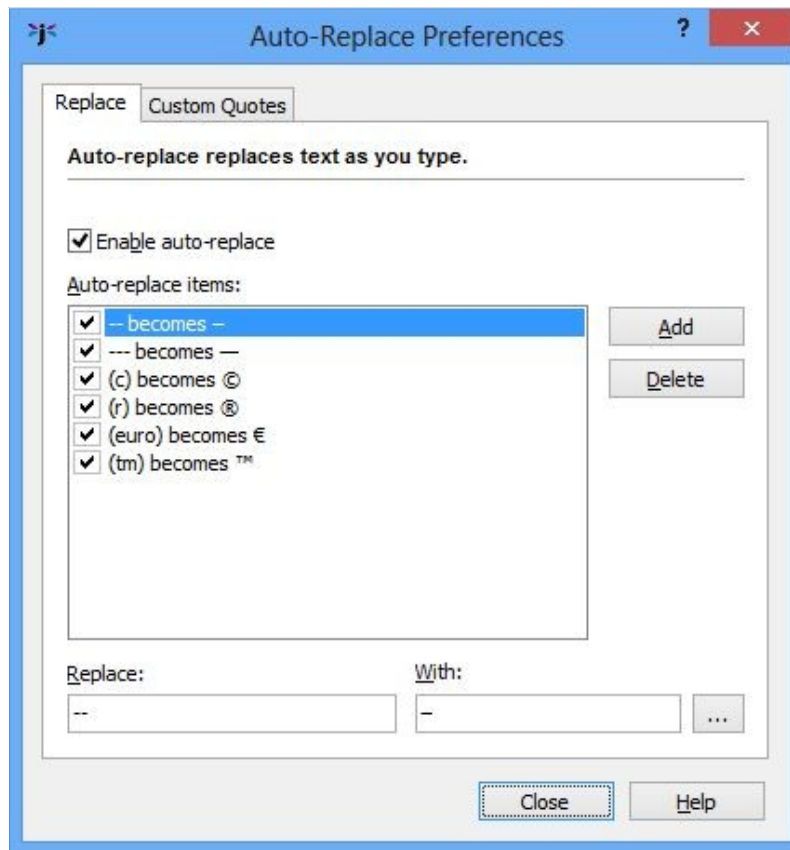 Auto-Replace Preferences
?
Replace
Custom Quotes
Auto-replace replaces text as you type.
Enable auto-replace
Auto-replace items:
-- becomes –
--- becomes —
(c) becomes ©
(r) becomes ®
(euro) becomes €
(tm) becomes ™
Add
Delete
Replace:
With:
--
–
...
Close
Help